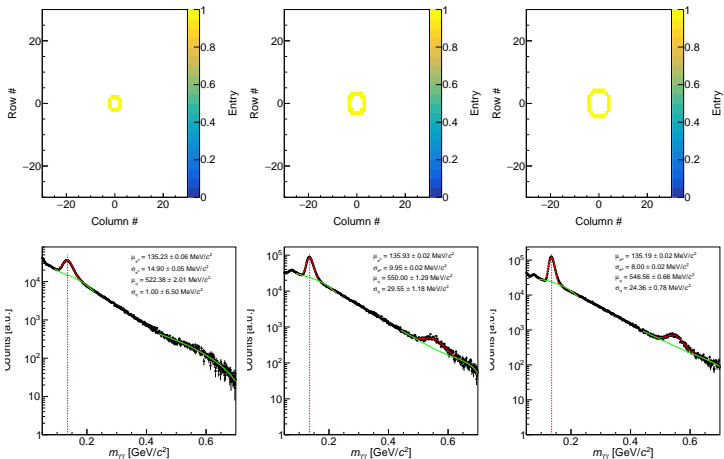 20
0
−20
Row #
−20 0 20
Column #
1
0.8
0.6
0.4
0.2
0
Entry
20
0
−20
Row #
−20 0 20
Column #
1
0.8
0.6
0.4
0.2
0
Entry
20
0
−20
Row #
−20 0 20
Column #
1
0.8
0.6
0.4
0.2
0
Entry
μπ⁰ = 135.23 ± 0.06 MeV/c²
σπ⁰ = 14.90 ± 0.05 MeV/c²
μη = 522.38 ± 2.01 MeV/c²
ση = 1.00 ± 6.50 MeV/c²
10⁴
10³
10²
10
1
Counts [a.u.]
0.2 0.4 0.6
mγγ [GeV/c²]
μπ⁰ = 135.93 ± 0.02 MeV/c²
σπ⁰ = 9.95 ± 0.02 MeV/c²
μη = 550.00 ± 1.29 MeV/c²
ση = 29.55 ± 1.18 MeV/c²
10⁵
10⁴
10³
10²
10
1
Counts [a.u.]
0.2 0.4 0.6
mγγ [GeV/c²]
μπ⁰ = 135.19 ± 0.02 MeV/c²
σπ⁰ = 8.00 ± 0.02 MeV/c²
μη = 546.56 ± 0.66 MeV/c²
ση = 24.36 ± 0.78 MeV/c²
10⁵
10⁴
10³
10²
10
1
Counts [a.u.]
0.2 0.4 0.6
mγγ [GeV/c²]